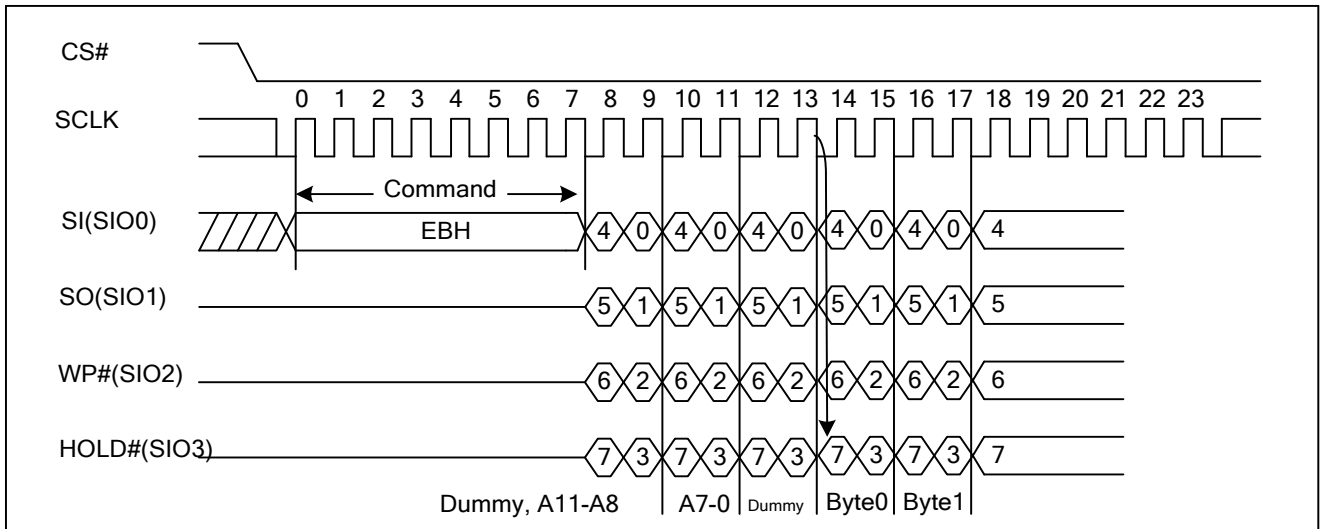 CS#
0 1 2 3 4 5 6 7 8 9 10 11 12 13 14 15 16 17 18 19 20 21 22 23
SCLK
Command
SI(SIO0) EBH 4 0 4 0 4 0 4 0 4 0 4
SO(SIO1) 5 1 5 1 5 1 5 1 5 1 5
WP#(SIO2) 6 2 6 2 6 2 6 2 6 2 6
HOLD#(SIO3) 7 3 7 3 7 3 7 3 7 3 7
Dummy, A11-A8 A7-0 Dummy Byte0 Byte1